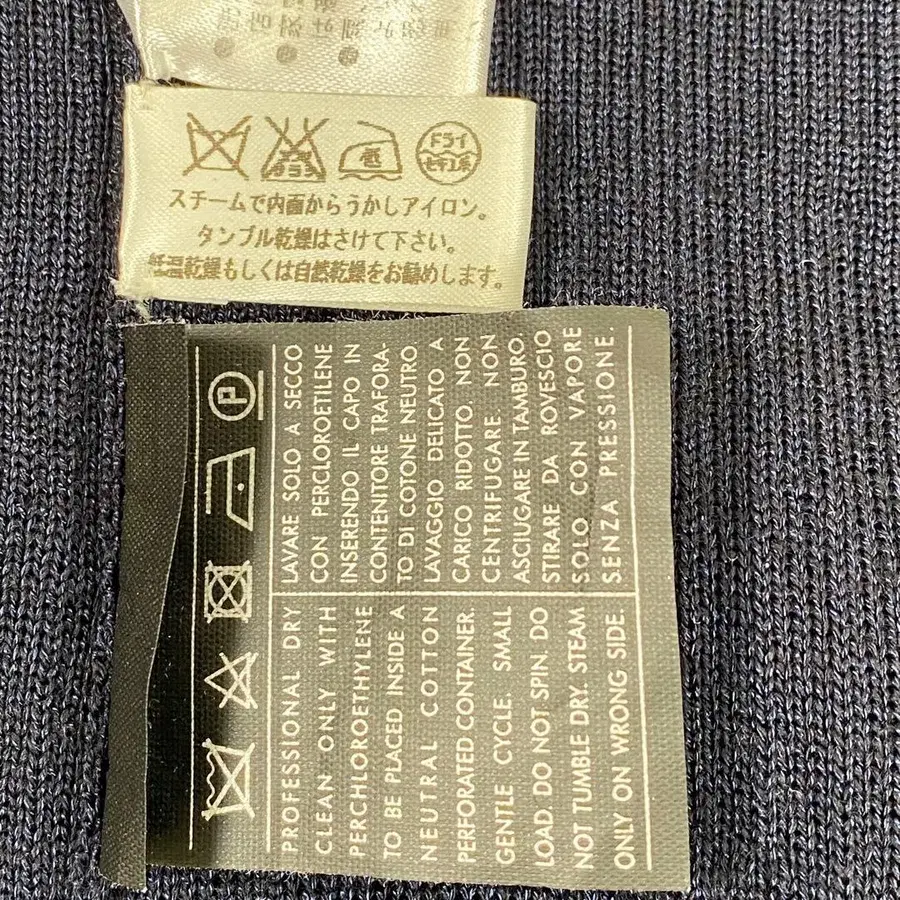 エンソサラシ
ドライ
セキユ系
スチームで内面からうかしアイロン。
タンブル乾燥はさけて下さい。
低温乾燥もしくは自然乾燥をお勧めします。
P
LAVARE SOLO A SECCO
CON PERCLOROETILENE
INSERENDO IL CAPO IN
CONTENITORE TRAFORA-
TO DI COTONE NEUTRO
LAVAGGIO DELICATO A
CARICO RIDOTTO. NON
CENTRIFUGARE. NON
ASCIUGARE IN TAMBURO.
STIRARE DA ROVESCIO
SOLO CON VAPORE
SENZA PRESSIONE.
PROFESSIONAL DRY
CLEAN ONLY WITH
PERCHLOROETHYLENE
TO BE PLACED INSIDE A
NEUTRAL COTTON
PERFORATED CONTAINER.
GENTLE CYCLE. SMALL
LOAD. DO NOT SPIN. DO
NOT TUMBLE DRY. STEAM
ONLY ON WRONG SIDE.